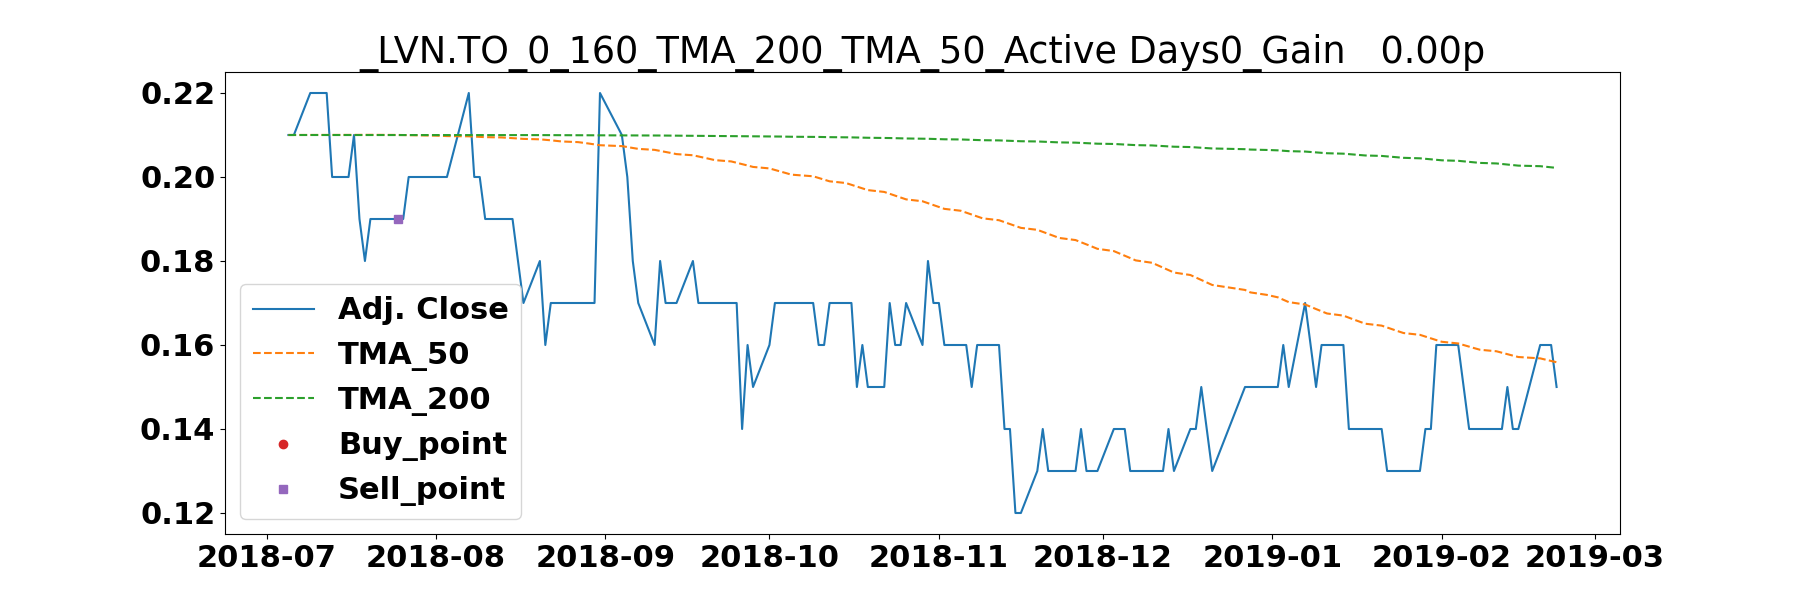 _LVN.TO_0_160_TMA_200_TMA_50_Active Days0_Gain   0.00p
0.22
0.20
0.18
0.16
0.14
0.12
Adj. Close
TMA_50
TMA_200
Buy_point
Sell_point
2018-07 2018-08 2018-09 2018-10 2018-11 2018-12 2019-01 2019-02 2019-03